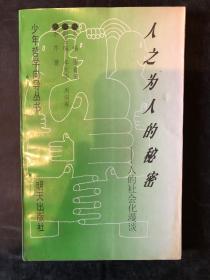 人之为人的秘密
——人的社会化漫谈
少年哲学向导丛书
明天出版社